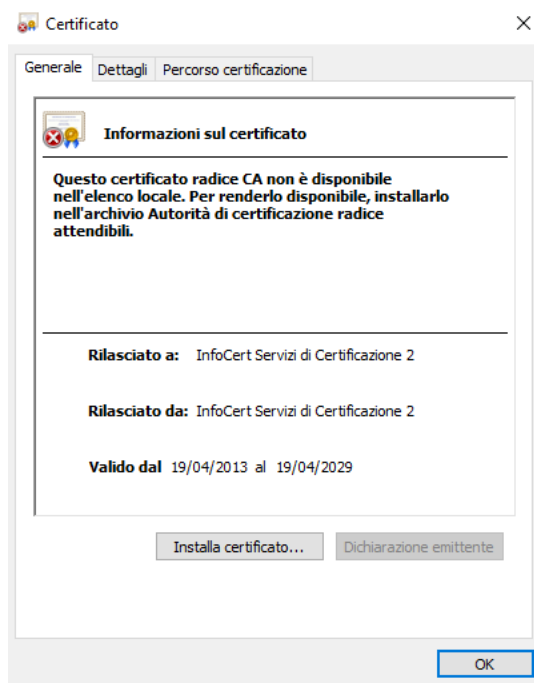 Certificato
Generale Dettagli Percorso certificazione
Informazioni sul certificato
Questo certificato radice CA non è disponibile
nell'elenco locale. Per renderlo disponibile, installarlo
nell'archivio Autorità di certificazione radice
attendibili.
Rilasciato a: InfoCert Servizi di Certificazione 2
Rilasciato da: InfoCert Servizi di Certificazione 2
Valido dal 19/04/2013 al 19/04/2029
Installa certificato... Dichiarazione emittente
OK